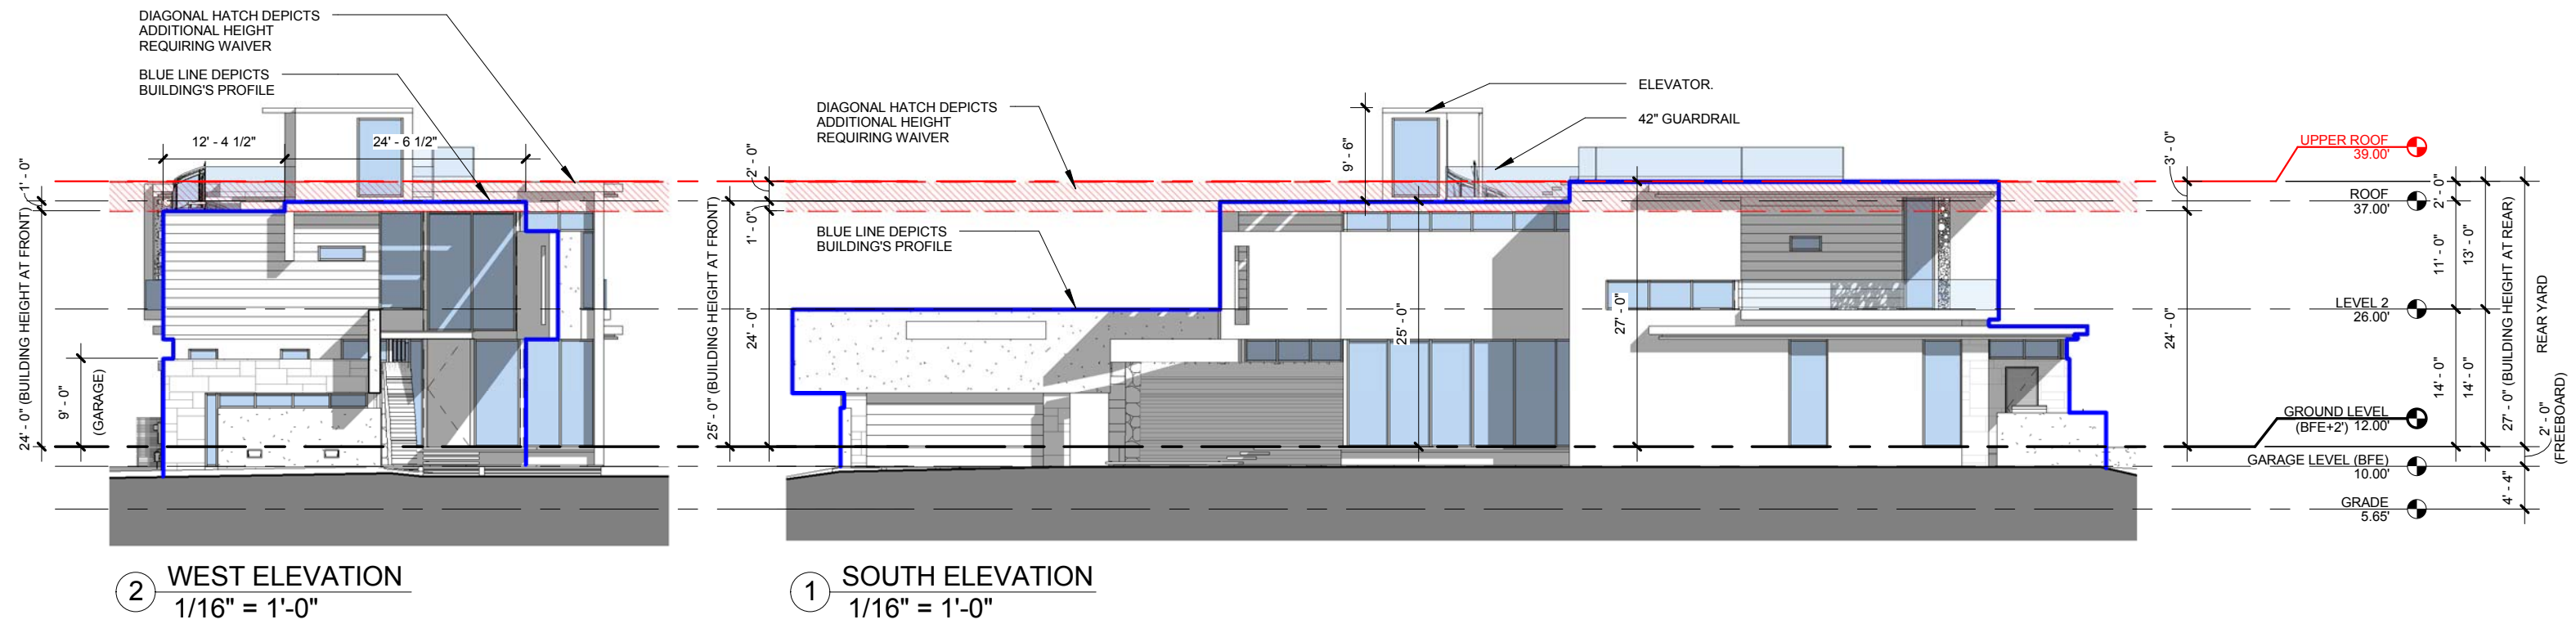 DIAGONAL HATCH DEPICTS
ADDITIONAL HEIGHT
REQUIRING WAIVER
BLUE LINE DEPICTS
BUILDING'S PROFILE
12' - 4 1/2"
24' - 6 1/2"
1' - 0"
24' - 0" (BUILDING HEIGHT AT FRONT)
9' - 0"
(GARAGE)
2 WEST ELEVATION
1/16" = 1'-0"
DIAGONAL HATCH DEPICTS
ADDITIONAL HEIGHT
REQUIRING WAIVER
BLUE LINE DEPICTS
BUILDING'S PROFILE
25' - 0" (BUILDING HEIGHT AT FRONT)
2' - 0"
1' - 0"
24' - 0"
9' - 6"
ELEVATOR.
42" GUARDRAIL
25' - 0"
27' - 0"
1 SOUTH ELEVATION
1/16" = 1'-0"
3' - 0"
24' - 0"
UPPER ROOF
39.00'
ROOF
37.00'
LEVEL 2
26.00'
GROUND LEVEL
(BFE+2') 12.00'
GARAGE LEVEL (BFE)
10.00'
GRADE
5.65'
2' - 0"
11' - 0"
14' - 0"
13' - 0"
14' - 0"
27' - 0" (BUILDING HEIGHT AT REAR)
REAR YARD
2' - 0"
(FREEBOARD)
4' - 4"